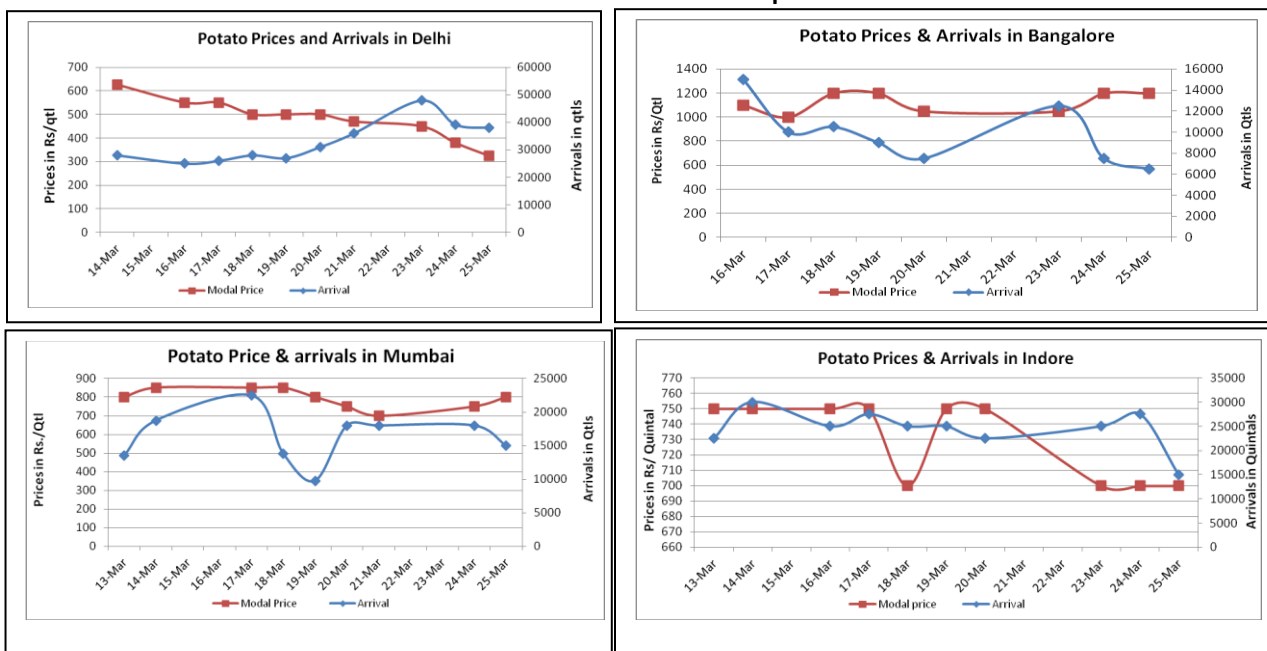 Potato Prices and Arrivals in Delhi
Prices in Rs/qtl
700
600
500
400
300
200
100
0
60000
50000
40000
30000
20000
10000
0
Arrivals in qtls
14-Mar
15-Mar
16-Mar
17-Mar
18-Mar
19-Mar
20-Mar
21-Mar
22-Mar
23-Mar
24-Mar
25-Mar
Modal Price Arrival
Potato Prices & Arrivals in Bangalore
Prices in Rs/Qtl
1400
1200
1000
800
600
400
200
0
16000
14000
12000
10000
8000
6000
4000
2000
0
Arrivals in Qtls
16-Mar
17-Mar
18-Mar
19-Mar
20-Mar
21-Mar
22-Mar
23-Mar
24-Mar
25-Mar
Modal Price Arrival
Potato Price & arrivals in Mumbai
Prices in Rs./Qtl
900
800
700
600
500
400
300
200
100
0
25000
20000
15000
10000
5000
0
Arrivals in Qtls
13-Mar
14-Mar
15-Mar
16-Mar
17-Mar
18-Mar
19-Mar
20-Mar
21-Mar
22-Mar
23-Mar
24-Mar
25-Mar
Modal Price Arrival
Potato Prices & Arrivals in Indore
Prices in Rs/ Quintal
770
760
750
740
730
720
710
700
690
680
670
660
35000
30000
25000
20000
15000
10000
5000
0
Arrivals in Quintals
13-Mar
14-Mar
15-Mar
16-Mar
17-Mar
18-Mar
19-Mar
20-Mar
21-Mar
22-Mar
23-Mar
24-Mar
25-Mar
Modal price Arrival